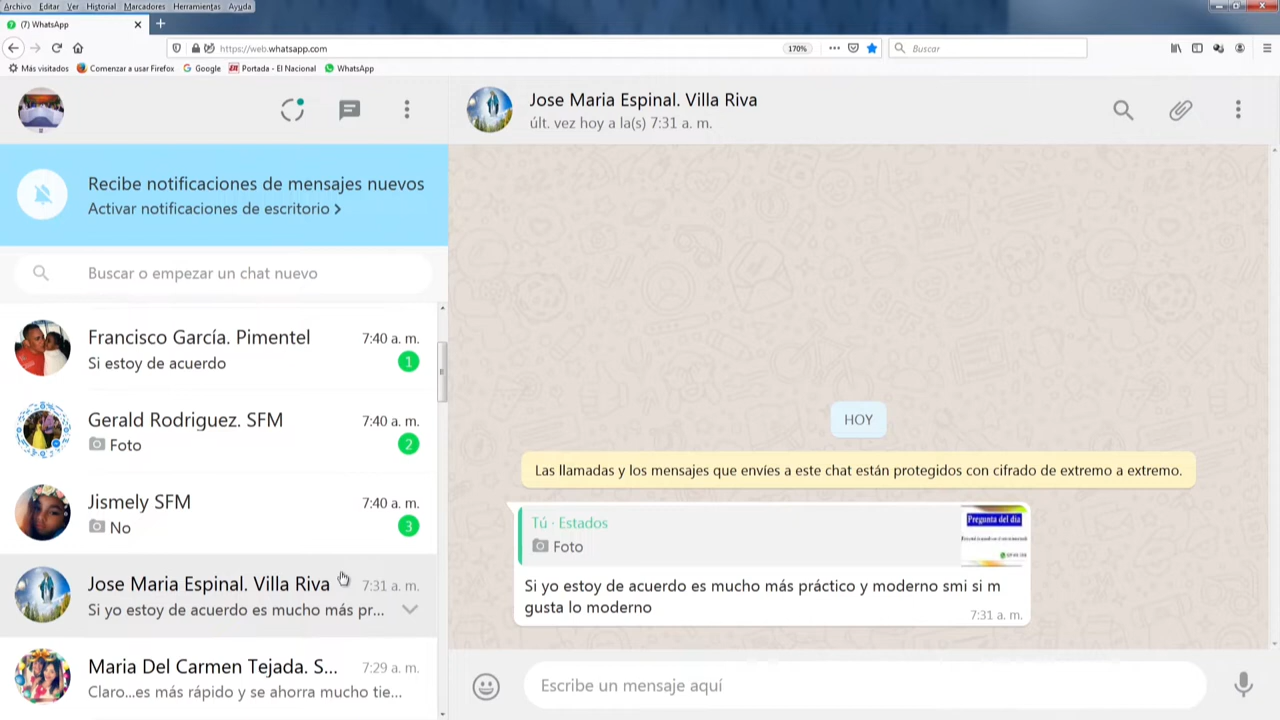 Archivo Editar Ver Historial Marcadores Herramientas Ayuda
(7) WhatsApp
https://web.whatsapp.com
170%
Buscar
Más visitados
Comenzar a usar Firefox
Google
Portada - El Nacional
WhatsApp
Recibe notificaciones de mensajes nuevos
Activar notificaciones de escritorio >
Buscar o empezar un chat nuevo
Francisco García. Pimentel
7:40 a. m.
Si estoy de acuerdo
1
Gerald Rodriguez. SFM
7:40 a. m.
Foto
2
Jismely SFM
7:40 a. m.
No
3
Jose Maria Espinal. Villa Riva
7:31 a. m.
Si yo estoy de acuerdo es mucho más pr...
Maria Del Carmen Tejada. S...
7:29 a. m.
Claro...es más rápido y se ahorra mucho tie...
Jose Maria Espinal. Villa Riva
últ. vez hoy a la(s) 7:31 a. m.
HOY
Las llamadas y los mensajes que envíes a este chat están protegidos con cifrado de extremo a extremo.
Tú · Estados
Foto
Pregunta del día
Si yo estoy de acuerdo es mucho más práctico y moderno smi si m
gusta lo moderno
7:31 a. m.
Escribe un mensaje aquí